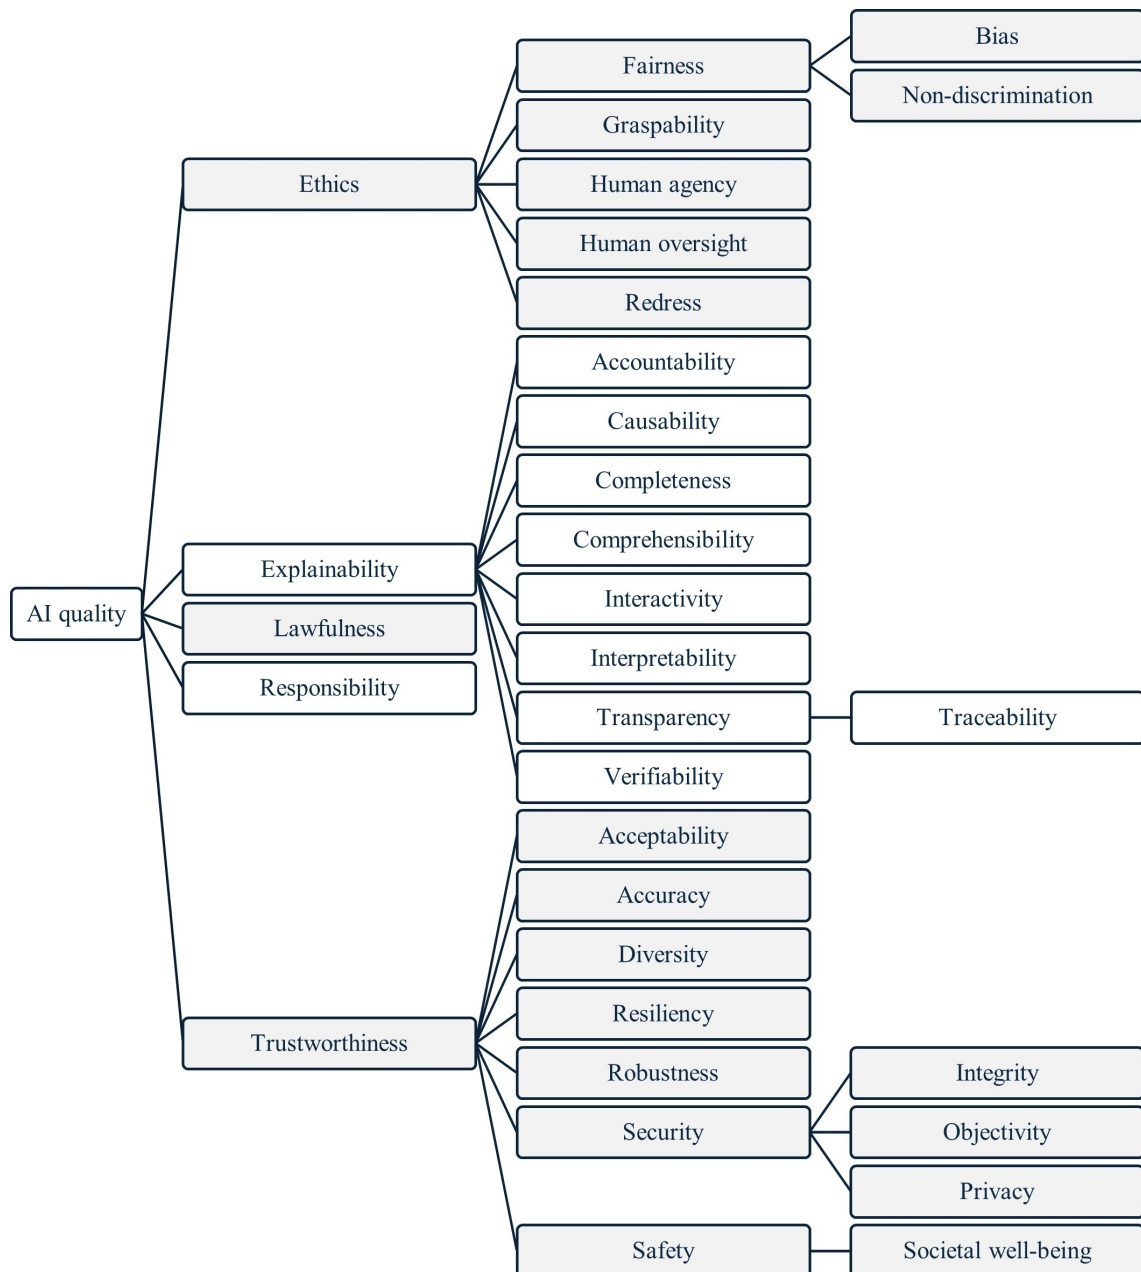 AI quality
Ethics
Fairness
Bias
Non-discrimination
Graspability
Human agency
Human oversight
Redress
Explainability
Accountability
Causability
Completeness
Comprehensibility
Interactivity
Interpretability
Transparency
Traceability
Verifiability
Lawfulness
Responsibility
Trustworthiness
Acceptability
Accuracy
Diversity
Resiliency
Robustness
Security
Integrity
Objectivity
Privacy
Safety
Societal well-being